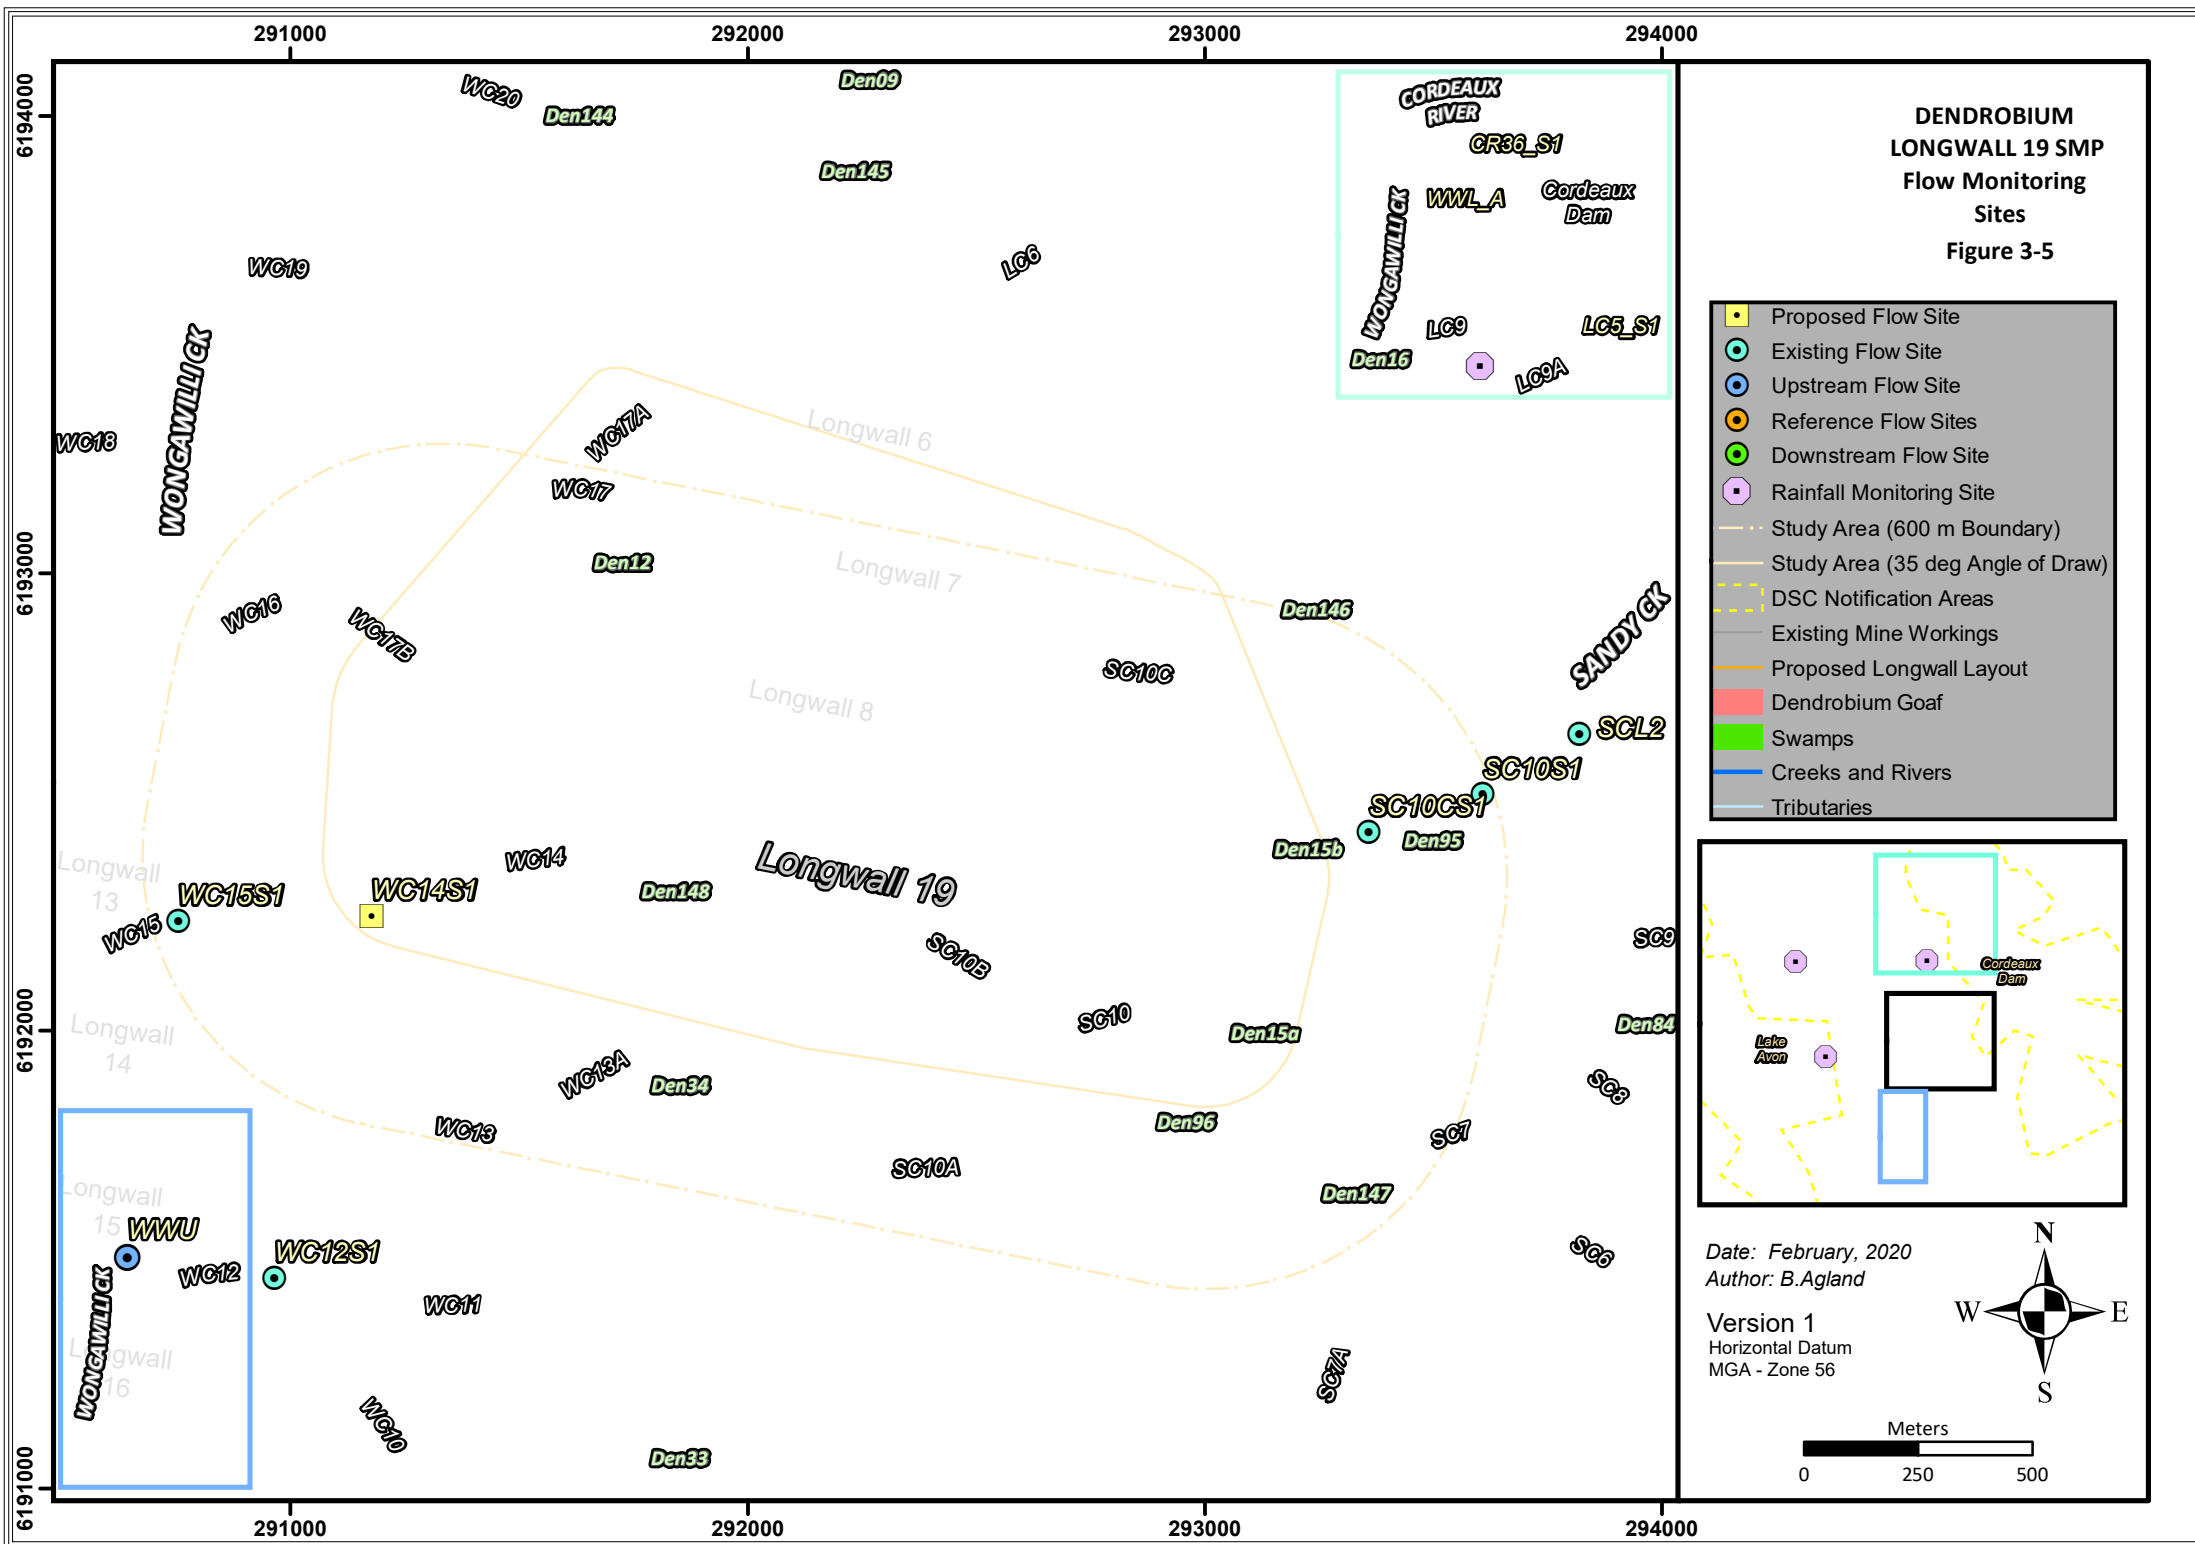 291000
292000
293000
294000
6194000
6193000
6192000
6191000
WC20
Den144
Den09
Den145
WC19
LC6
WONGAWILLI CK
WC18
WC17A
Longwall 6
WC17
Den12
Longwall 7
Den146
WC16
WC17B
SC10C
SANDY CK
Longwall 8
SCL2
SC10S1
SC10CS1
Den95
Den15b
WC14
Longwall 19
Longwall
13
WC15S1
WC14S1
Den148
WC15
SC10B
SC9
Longwall
14
SC10
Den15a
Den84
WC13A
Den34
SC8
WC13
Den96
SC7
SC10A
Longwall
15
Den147
WWU
WC12S1
WC12
SC6
WC11
WONGAWILLI CK
Longwall
16
SC7A
WC10
Den33
291000
292000
293000
294000
CORDEAUX
RIVER
CR36_S1
WWL_A
Cordeaux
Dam
WONGAWILLI CK
LC9
LC5_S1
Den16
LC9A
DENDROBIUM
LONGWALL 19 SMP
Flow Monitoring
Sites
Figure 3-5
Proposed Flow Site
Existing Flow Site
Upstream Flow Site
Reference Flow Sites
Downstream Flow Site
Rainfall Monitoring Site
Study Area (600 m Boundary)
Study Area (35 deg Angle of Draw)
DSC Notification Areas
Existing Mine Workings
Proposed Longwall Layout
Dendrobium Goaf
Swamps
Creeks and Rivers
Tributaries
Cordeaux
Dam
Lake
Avon
Date: February, 2020
Author: B.Agland
Version 1
Horizontal Datum
MGA - Zone 56
N
W
E
S
Meters
0 250 500